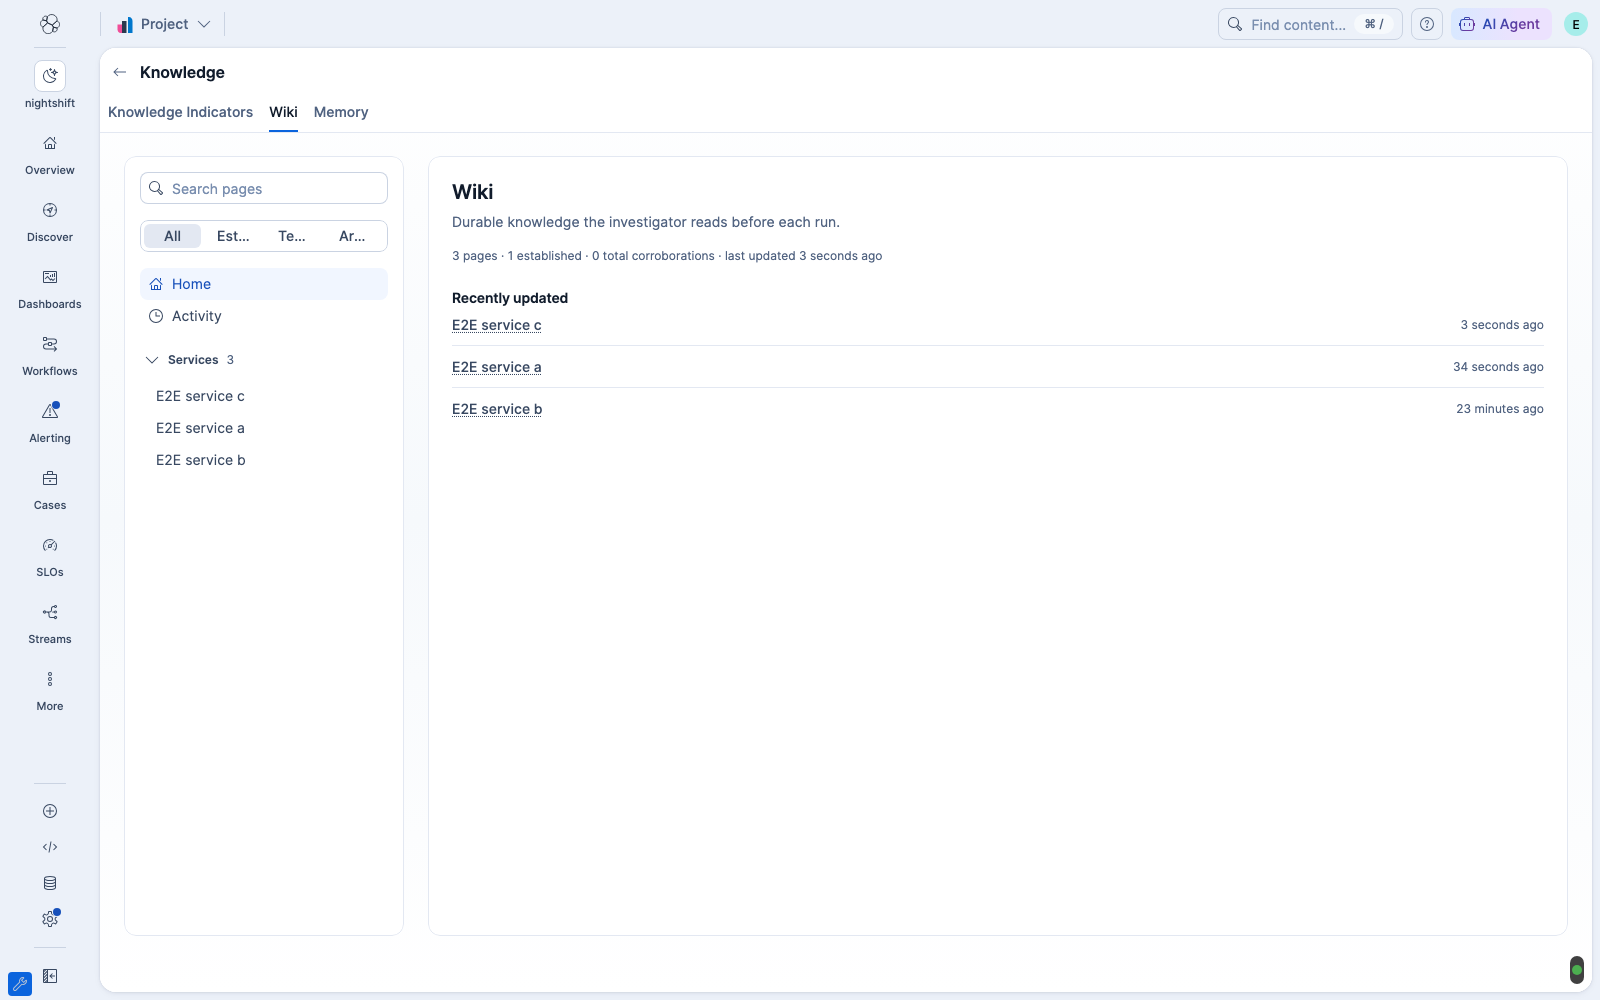 Project
Find content... ⌘ /
AI Agent
E
nightshift
Overview
Discover
Dashboards
Workflows
Alerting
Cases
SLOs
Streams
More
Knowledge
Knowledge Indicators Wiki Memory
Search pages
All Est... Te... Ar...
Home
Activity
Services 3
E2E service c
E2E service a
E2E service b
Wiki
Durable knowledge the investigator reads before each run.
3 pages · 1 established · 0 total corroborations · last updated 3 seconds ago
Recently updated
E2E service c 3 seconds ago
E2E service a 34 seconds ago
E2E service b 23 minutes ago